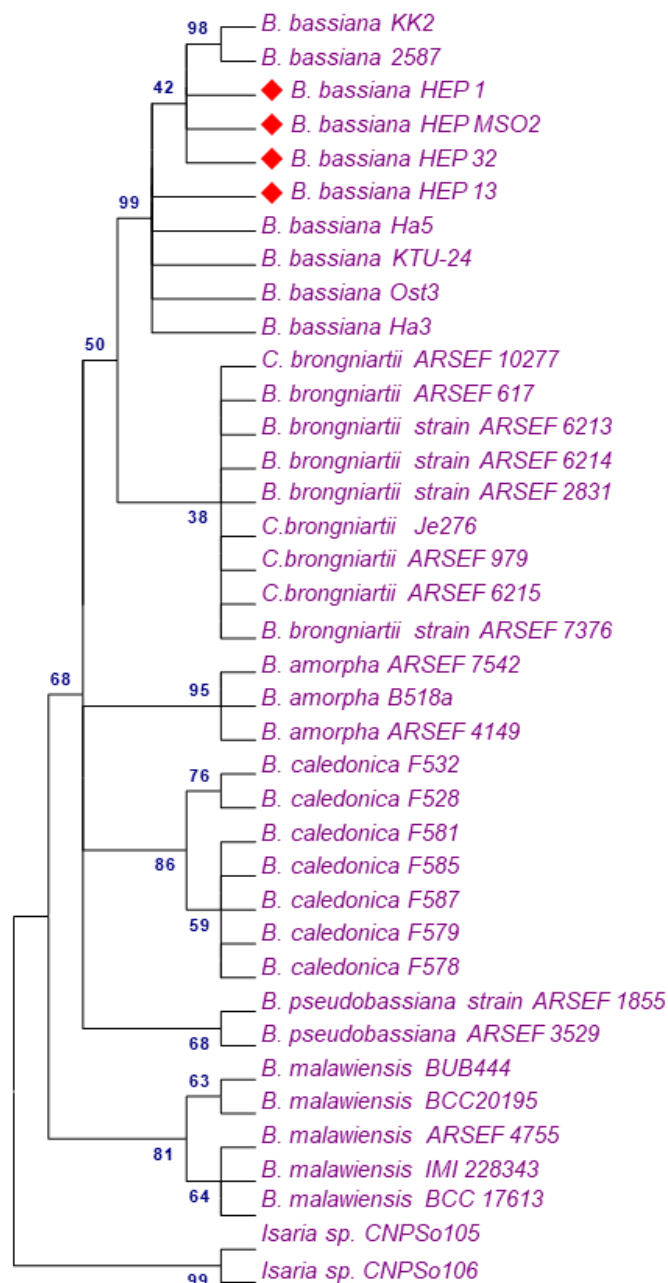 98
B. bassiana KK2
B. bassiana 2587
42
B. bassiana HEP 1
B. bassiana HEP MSO2
B. bassiana HEP 32
99
B. bassiana HEP 13
B. bassiana Ha5
B. bassiana KTU-24
B. bassiana Ost3
B. bassiana Ha3
50
C. brongniartii ARSEF 10277
B. brongniartii ARSEF 617
B. brongniartii strain ARSEF 6213
B. brongniartii strain ARSEF 6214
B. brongniartii strain ARSEF 2831
38
C.brongniartii Je276
C.brongniartii ARSEF 979
C.brongniartii ARSEF 6215
B. brongniartii strain ARSEF 7376
68
B. amorpha ARSEF 7542
95
B. amorpha B518a
B. amorpha ARSEF 4149
76
B. caledonica F532
B. caledonica F528
86
B. caledonica F581
B. caledonica F585
B. caledonica F587
59
B. caledonica F579
B. caledonica F578
B. pseudobassiana strain ARSEF 1855
68
B. pseudobassiana ARSEF 3529
63
B. malawiensis BUB444
B. malawiensis BCC20195
81
B. malawiensis ARSEF 4755
B. malawiensis IMI 228343
64
B. malawiensis BCC 17613
Isaria sp. CNPSo105
99
Isaria sp. CNPSo106